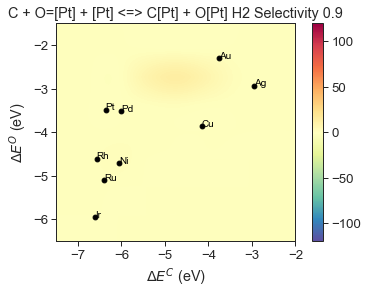 C + O=[Pt] + [Pt] <=> C[Pt] + O[Pt] H2 Selectivity 0.9
−2
−3
−4
−5
−6
ΔE^O (eV)
Au
Ag
Pt
Pd
Cu
Rh
Ni
Ru
Ir
−7
−6
−5
−4
−3
−2
ΔE^C (eV)
100
50
0
−50
−100